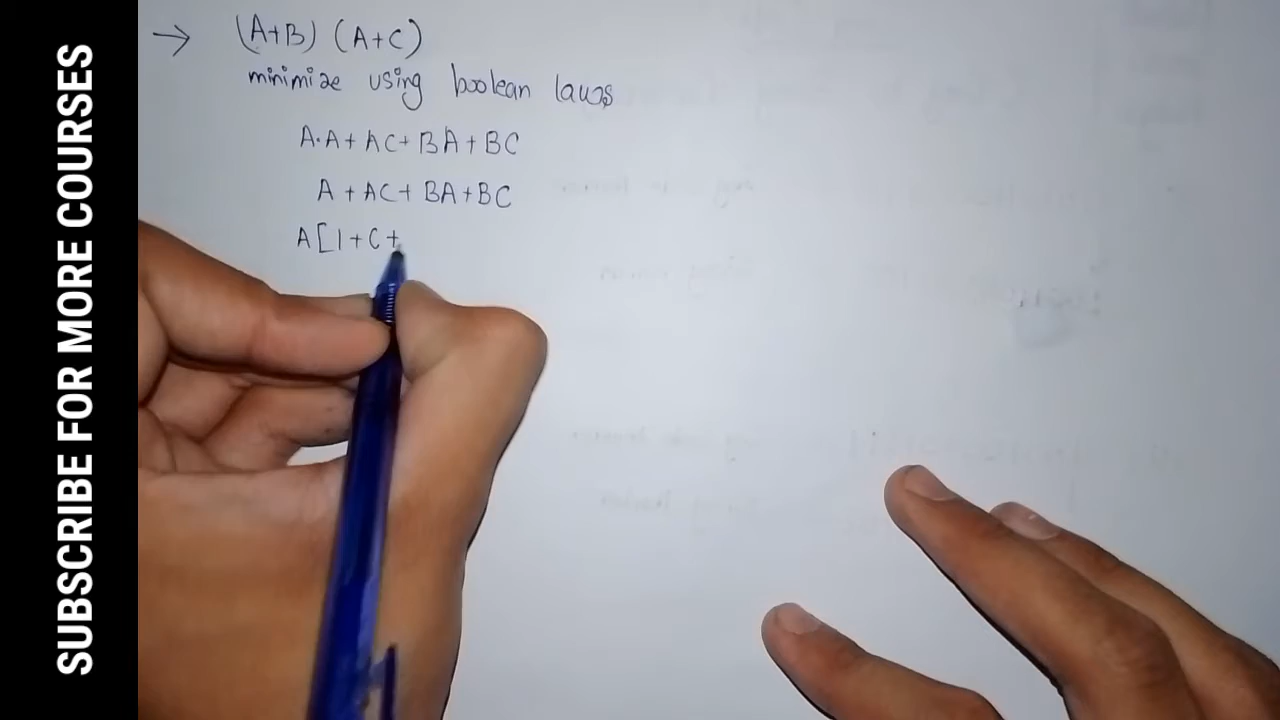 SUBSCRIBE FOR MORE COURSES
→ (A+B) (A+C)
minimize using boolean laws
A·A + AC + BA + BC
A + AC + BA + BC
A[1 + C +